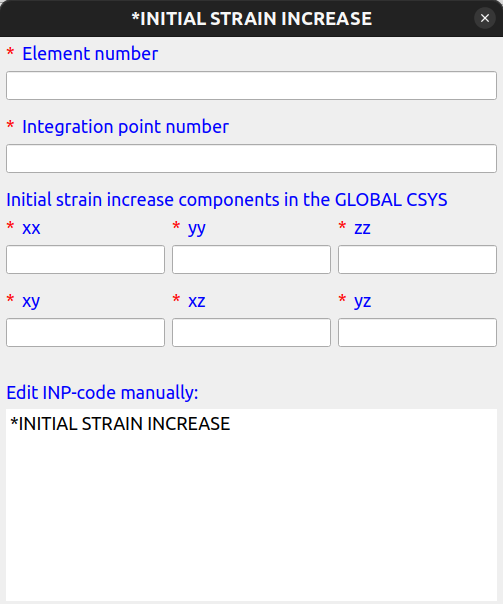 *INITIAL STRAIN INCREASE
* Element number
* Integration point number
Initial strain increase components in the GLOBAL CSYS
* xx * yy * zz
* xy * xz * yz
Edit INP-code manually:
*INITIAL STRAIN INCREASE